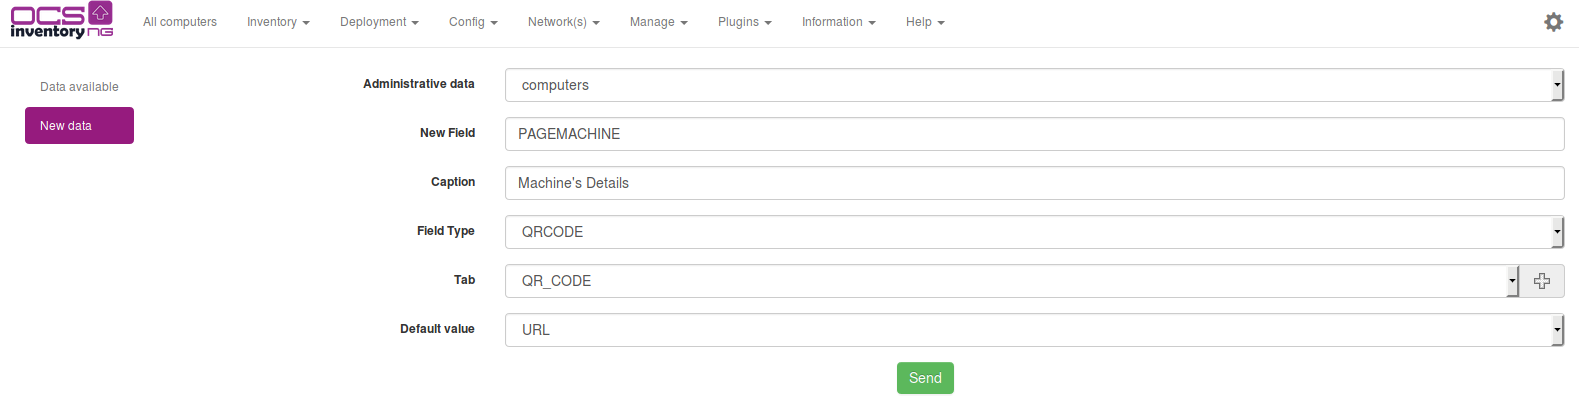 OCS
inventory NG
All computers Inventory Deployment Config Network(s) Manage Plugins Information Help
Data available
New data
Administrative data computers
New Field PAGEMACHINE
Caption Machine's Details
Field Type QRCODE
Tab QR_CODE
Default value URL
Send